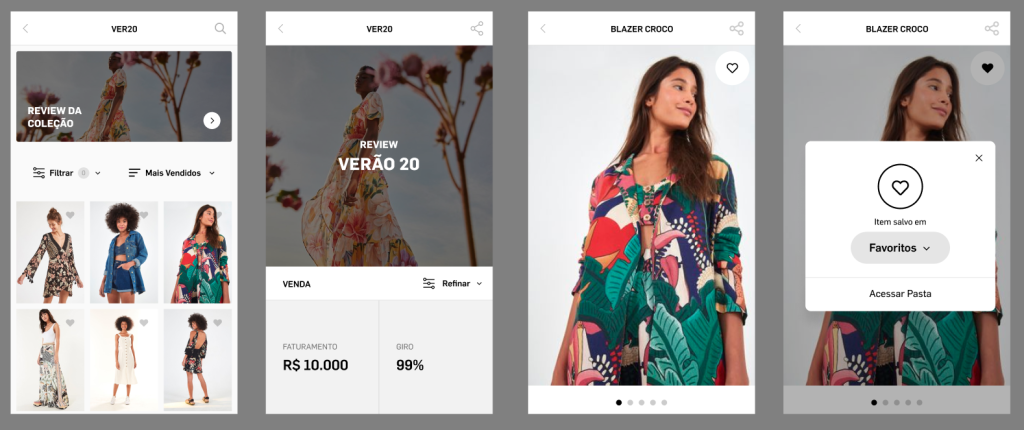 VER20
REVIEW DA
COLEÇÃO
Filtrar 0
Mais Vendidos
VER20
REVIEW
VERÃO 20
VENDA
Refinar
FATURAMENTO
R$ 10.000
GIRO
99%
BLAZER CROCO
BLAZER CROCO
Item salvo em
Favoritos
Acessar Pasta